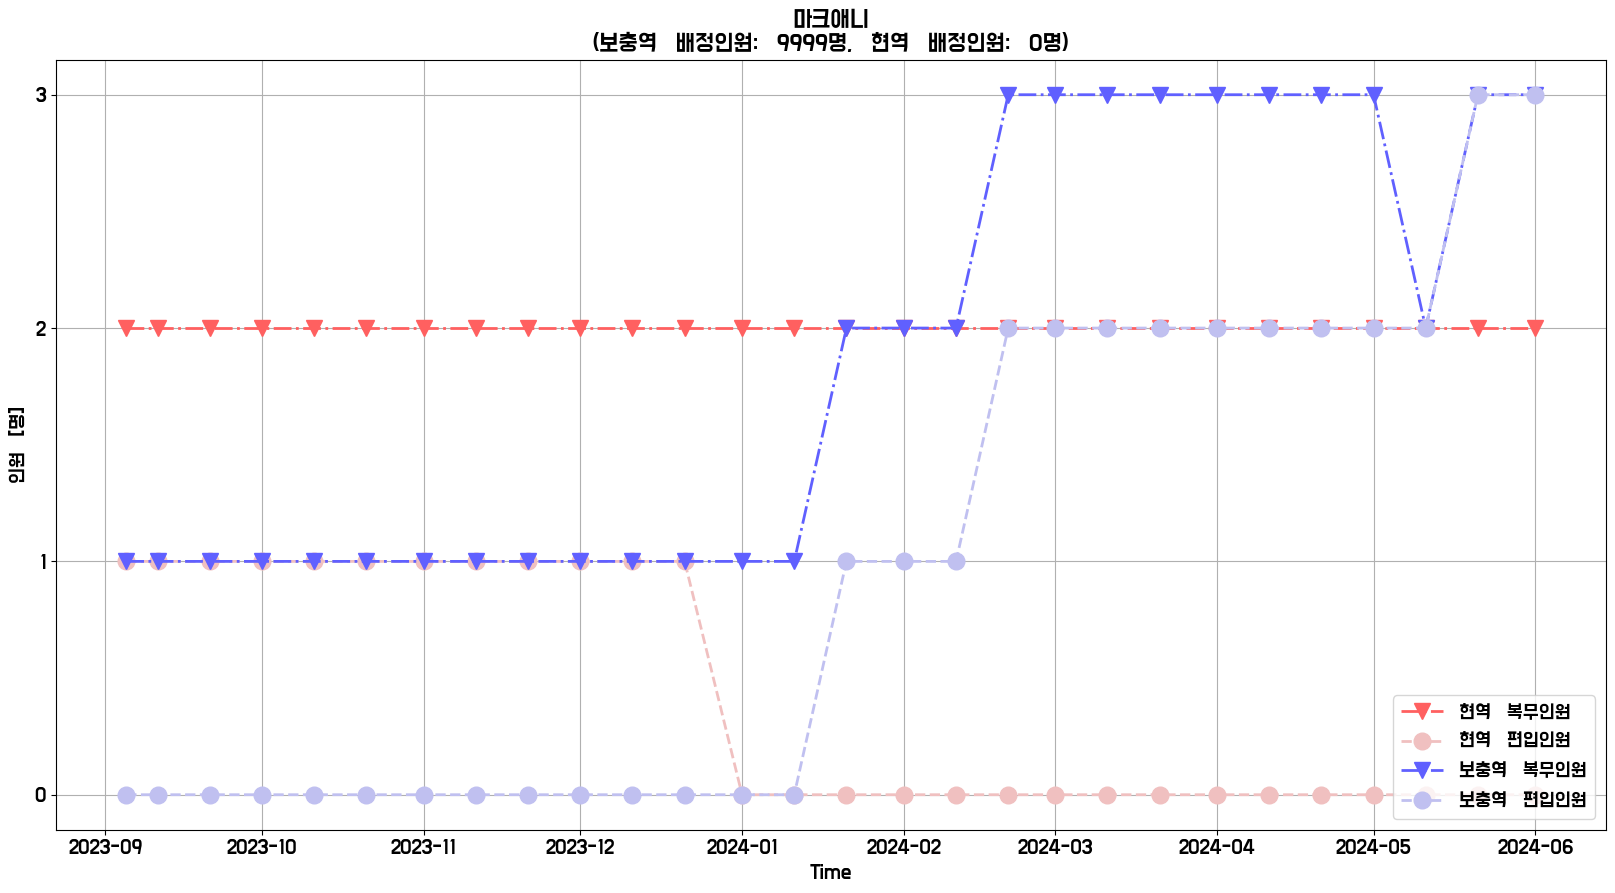 마크애니
(보충역 배정인원: 9999명, 현역 배정인원: 0명)
인원 [명]
3
2
1
0
2023-09 2023-10 2023-11 2023-12 2024-01 2024-02 2024-03 2024-04 2024-05 2024-06
Time
현역 복무인원
현역 편입인원
보충역 복무인원
보충역 편입인원